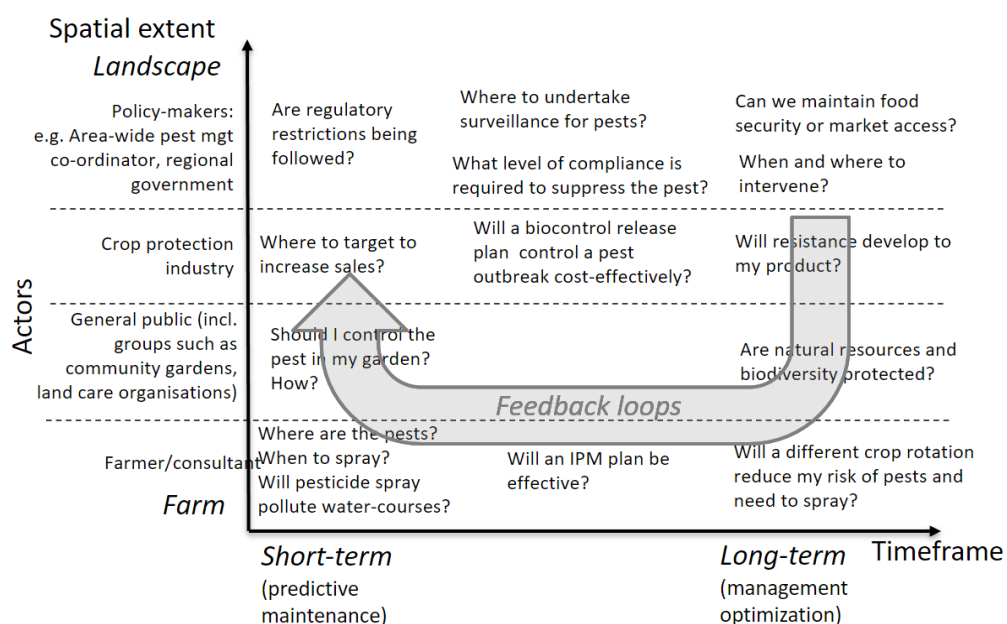 Spatial extent
Landscape
Policy-makers:
e.g. Area-wide pest mgt
co-ordinator, regional
government
Are regulatory
restrictions being
followed?
Where to undertake
surveillance for pests?
What level of compliance is
required to suppress the pest?
Can we maintain food
security or market access?
When and where to
intervene?
Actors
Crop protection
industry
Where to target to
increase sales?
Will a biocontrol release
plan control a pest
outbreak cost-effectively?
Will resistance develop to
my product?
General public (incl.
groups such as
community gardens,
land care organisations)
Should I control the
pest in my garden?
How?
Are natural resources and
biodiversity protected?
Feedback loops
Farmer/consultant
Farm
Where are the pests?
When to spray?
Will pesticide spray
pollute water-courses?
Will an IPM plan be
effective?
Will a different crop rotation
reduce my risk of pests and
need to spray?
Short-term
(predictive
maintenance)
Long-term
(management
optimization)
Timeframe